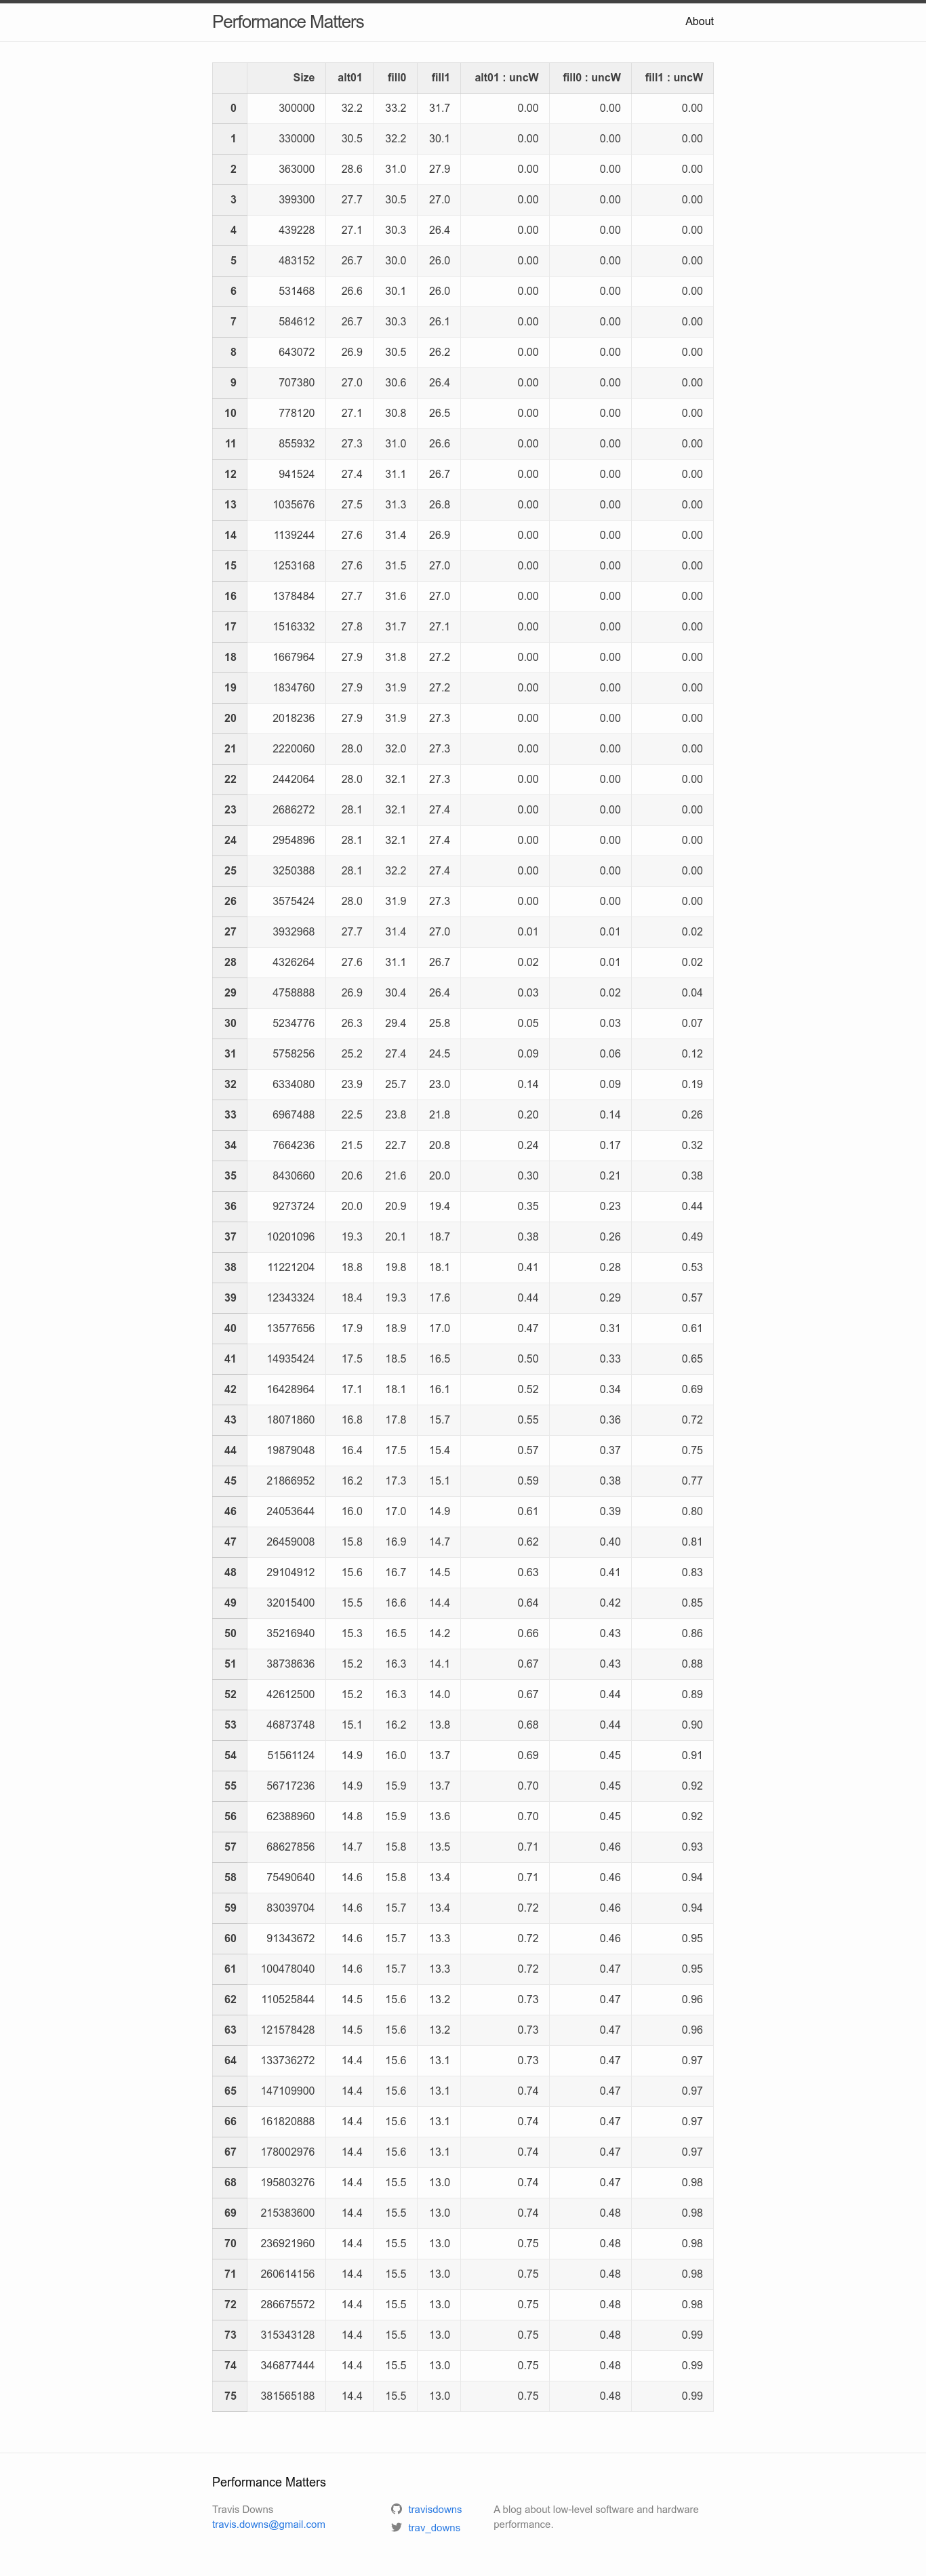 Performance Matters
About
Size alt01 fill0 fill1 alt01 : uncW fill0 : uncW fill1 : uncW
0 300000 32.2 33.2 31.7 0.00 0.00 0.00
1 330000 30.5 32.2 30.1 0.00 0.00 0.00
2 363000 28.6 31.0 27.9 0.00 0.00 0.00
3 399300 27.7 30.5 27.0 0.00 0.00 0.00
4 439228 27.1 30.3 26.4 0.00 0.00 0.00
5 483152 26.7 30.0 26.0 0.00 0.00 0.00
6 531468 26.6 30.1 26.0 0.00 0.00 0.00
7 584612 26.7 30.3 26.1 0.00 0.00 0.00
8 643072 26.9 30.5 26.2 0.00 0.00 0.00
9 707380 27.0 30.6 26.4 0.00 0.00 0.00
10 778120 27.1 30.8 26.5 0.00 0.00 0.00
11 855932 27.3 31.0 26.6 0.00 0.00 0.00
12 941524 27.4 31.1 26.7 0.00 0.00 0.00
13 1035676 27.5 31.3 26.8 0.00 0.00 0.00
14 1139244 27.6 31.4 26.9 0.00 0.00 0.00
15 1253168 27.6 31.5 27.0 0.00 0.00 0.00
16 1378484 27.7 31.6 27.0 0.00 0.00 0.00
17 1516332 27.8 31.7 27.1 0.00 0.00 0.00
18 1667964 27.9 31.8 27.2 0.00 0.00 0.00
19 1834760 27.9 31.9 27.2 0.00 0.00 0.00
20 2018236 27.9 31.9 27.3 0.00 0.00 0.00
21 2220060 28.0 32.0 27.3 0.00 0.00 0.00
22 2442064 28.0 32.1 27.3 0.00 0.00 0.00
23 2686272 28.1 32.1 27.4 0.00 0.00 0.00
24 2954896 28.1 32.1 27.4 0.00 0.00 0.00
25 3250388 28.1 32.2 27.4 0.00 0.00 0.00
26 3575424 28.0 31.9 27.3 0.00 0.00 0.00
27 3932968 27.7 31.4 27.0 0.01 0.01 0.02
28 4326264 27.6 31.1 26.7 0.02 0.01 0.02
29 4758888 26.9 30.4 26.4 0.03 0.02 0.04
30 5234776 26.3 29.4 25.8 0.05 0.03 0.07
31 5758256 25.2 27.4 24.5 0.09 0.06 0.12
32 6334080 23.9 25.7 23.0 0.14 0.09 0.19
33 6967488 22.5 23.8 21.8 0.20 0.14 0.26
34 7664236 21.5 22.7 20.8 0.24 0.17 0.32
35 8430660 20.6 21.6 20.0 0.30 0.21 0.38
36 9273724 20.0 20.9 19.4 0.35 0.23 0.44
37 10201096 19.3 20.1 18.7 0.38 0.26 0.49
38 11221204 18.8 19.8 18.1 0.41 0.28 0.53
39 12343324 18.4 19.3 17.6 0.44 0.29 0.57
40 13577656 17.9 18.9 17.0 0.47 0.31 0.61
41 14935424 17.5 18.5 16.5 0.50 0.33 0.65
42 16428964 17.1 18.1 16.1 0.52 0.34 0.69
43 18071860 16.8 17.8 15.7 0.55 0.36 0.72
44 19879048 16.4 17.5 15.4 0.57 0.37 0.75
45 21866952 16.2 17.3 15.1 0.59 0.38 0.77
46 24053644 16.0 17.0 14.9 0.61 0.39 0.80
47 26459008 15.8 16.9 14.7 0.62 0.40 0.81
48 29104912 15.6 16.7 14.5 0.63 0.41 0.83
49 32015400 15.5 16.6 14.4 0.64 0.42 0.85
50 35216940 15.3 16.5 14.2 0.66 0.43 0.86
51 38738636 15.2 16.3 14.1 0.67 0.43 0.88
52 42612500 15.2 16.3 14.0 0.67 0.44 0.89
53 46873748 15.1 16.2 13.8 0.68 0.44 0.90
54 51561124 14.9 16.0 13.7 0.69 0.45 0.91
55 56717236 14.9 15.9 13.7 0.70 0.45 0.92
56 62388960 14.8 15.9 13.6 0.70 0.45 0.92
57 68627856 14.7 15.8 13.5 0.71 0.46 0.93
58 75490640 14.6 15.8 13.4 0.71 0.46 0.94
59 83039704 14.6 15.7 13.4 0.72 0.46 0.94
60 91343672 14.6 15.7 13.3 0.72 0.46 0.95
61 100478040 14.6 15.7 13.3 0.72 0.47 0.95
62 110525844 14.5 15.6 13.2 0.73 0.47 0.96
63 121578428 14.5 15.6 13.2 0.73 0.47 0.96
64 133736272 14.4 15.6 13.1 0.73 0.47 0.97
65 147109900 14.4 15.6 13.1 0.74 0.47 0.97
66 161820888 14.4 15.6 13.1 0.74 0.47 0.97
67 178002976 14.4 15.6 13.1 0.74 0.47 0.97
68 195803276 14.4 15.5 13.0 0.74 0.47 0.98
69 215383600 14.4 15.5 13.0 0.74 0.48 0.98
70 236921960 14.4 15.5 13.0 0.75 0.48 0.98
71 260614156 14.4 15.5 13.0 0.75 0.48 0.98
72 286675572 14.4 15.5 13.0 0.75 0.48 0.98
73 315343128 14.4 15.5 13.0 0.75 0.48 0.99
74 346877444 14.4 15.5 13.0 0.75 0.48 0.99
75 381565188 14.4 15.5 13.0 0.75 0.48 0.99
Performance Matters
Travis Downs
travis.downs@gmail.com
travisdowns
trav_downs
A blog about low-level software and hardware
performance.